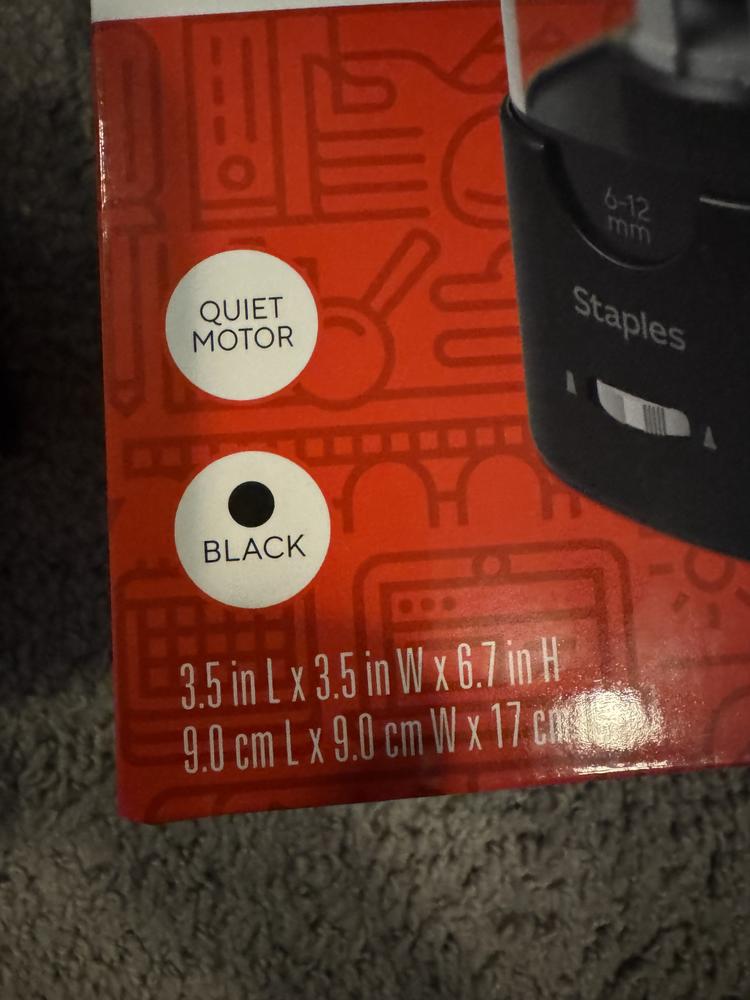 6-12
mm
Staples
QUIET
MOTOR
BLACK
3.5 in L x 3.5 in W x 6.7 in H
9.0 cm L x 9.0 cm W x 17 cm